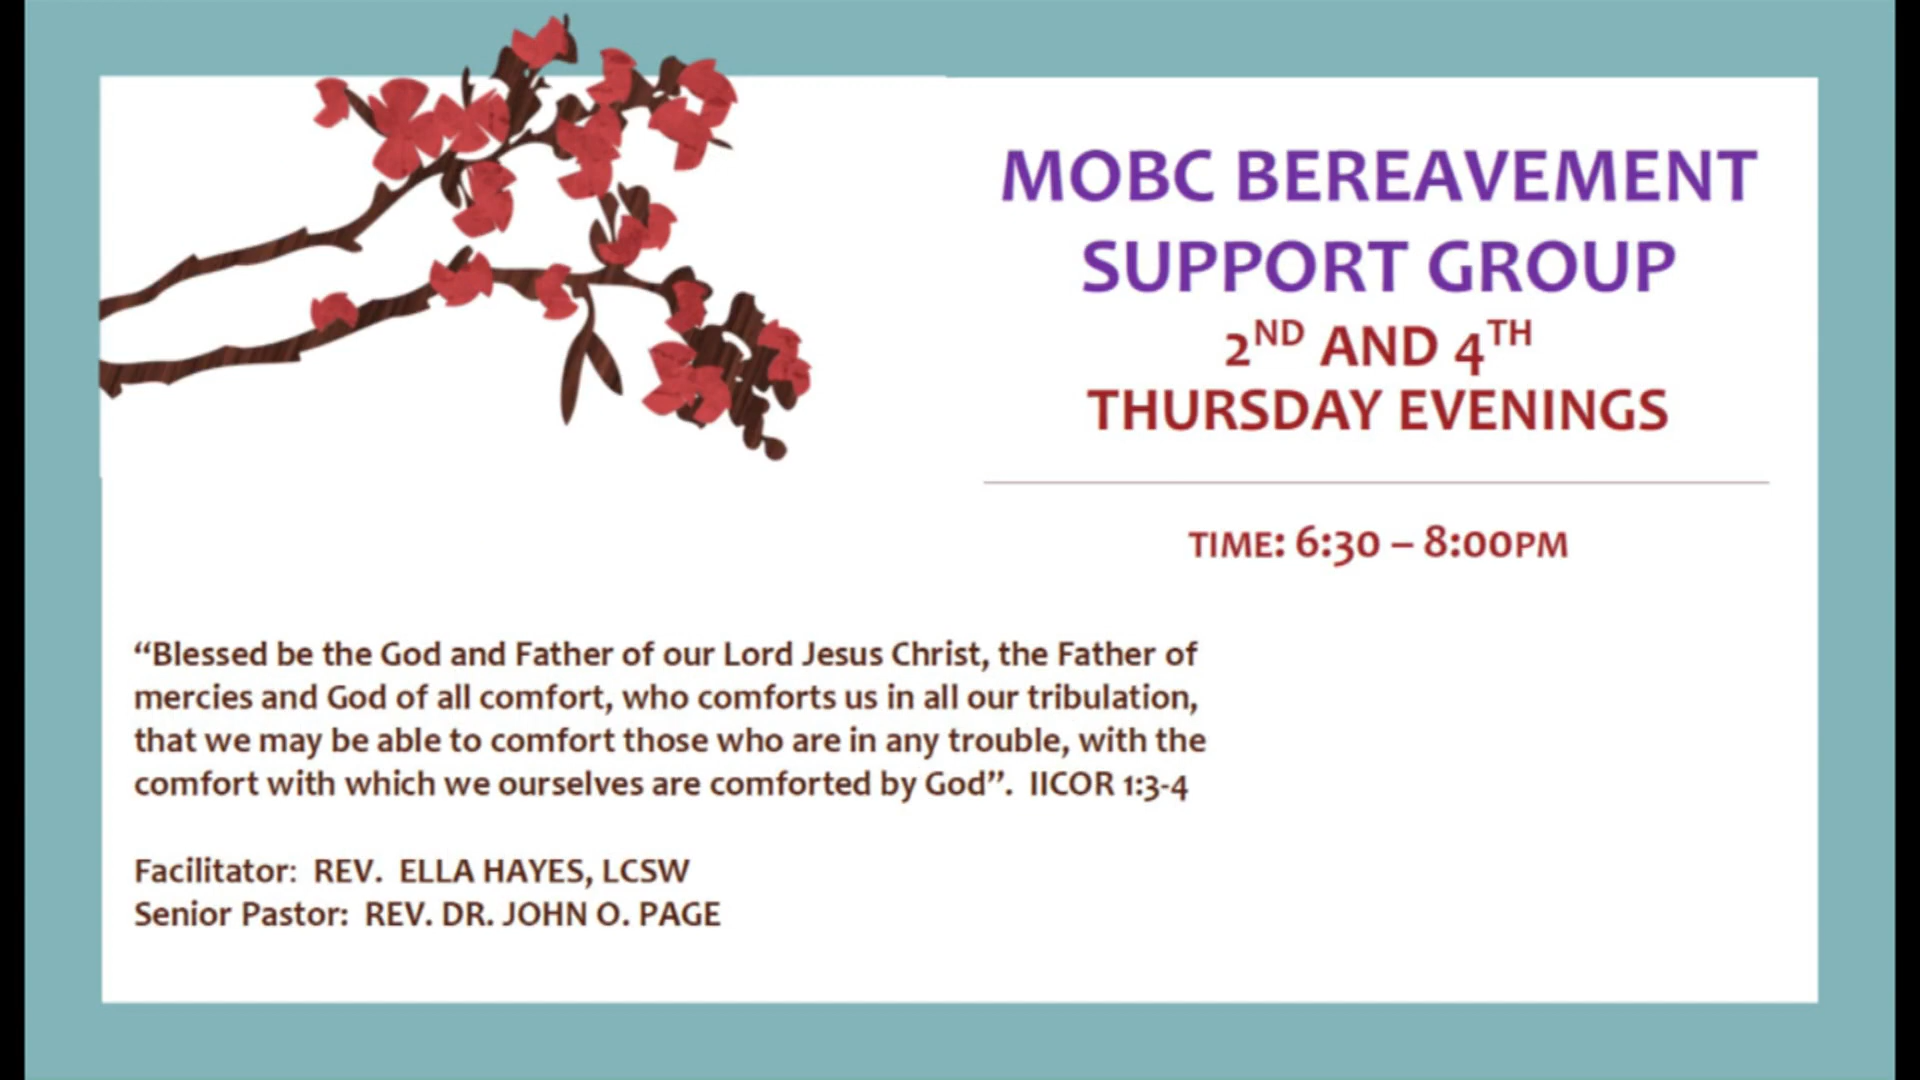 MOBC BEREAVEMENT
SUPPORT GROUP
2ND AND 4TH
THURSDAY EVENINGS
TIME: 6:30 – 8:00PM
“Blessed be the God and Father of our Lord Jesus Christ, the Father of
mercies and God of all comfort, who comforts us in all our tribulation,
that we may be able to comfort those who are in any trouble, with the
comfort with which we ourselves are comforted by God”.  IICOR 1:3-4
Facilitator:  REV.  ELLA HAYES, LCSW
Senior Pastor:  REV. DR. JOHN O. PAGE